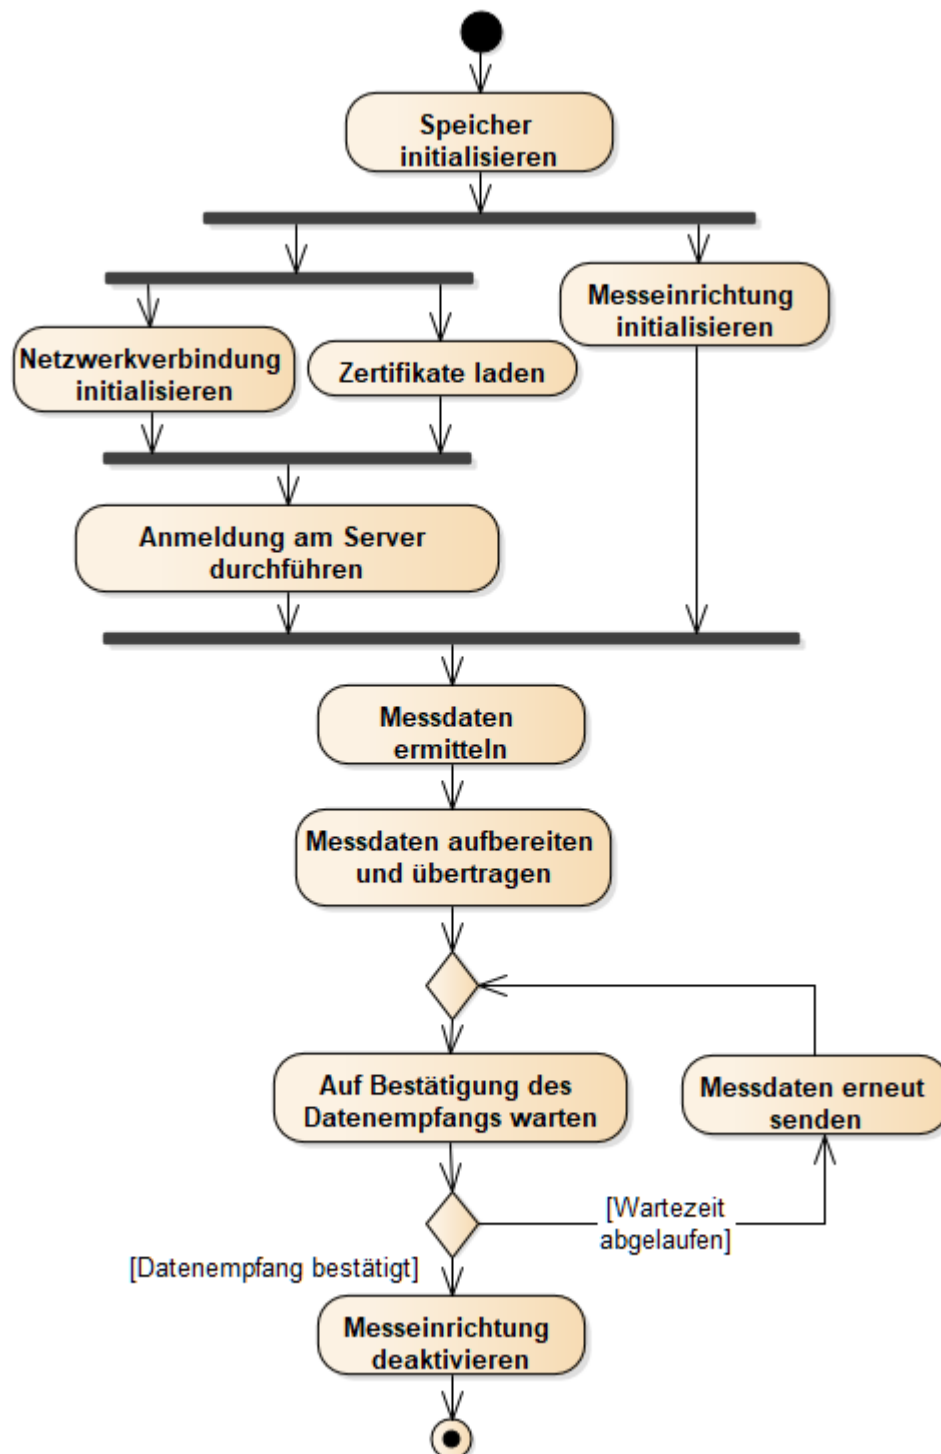 Speicher
initialisieren
Messeinrichtung
initialisieren
Netzwerkverbindung
initialisieren
Zertifikate laden
Anmeldung am Server
durchführen
Messdaten
ermitteln
Messdaten aufbereiten
und übertragen
Auf Bestätigung des
Datenempfangs warten
Messdaten erneut
senden
[Wartezeit
abgelaufen]
[Datenempfang bestätigt]
Messeinrichtung
deaktivieren